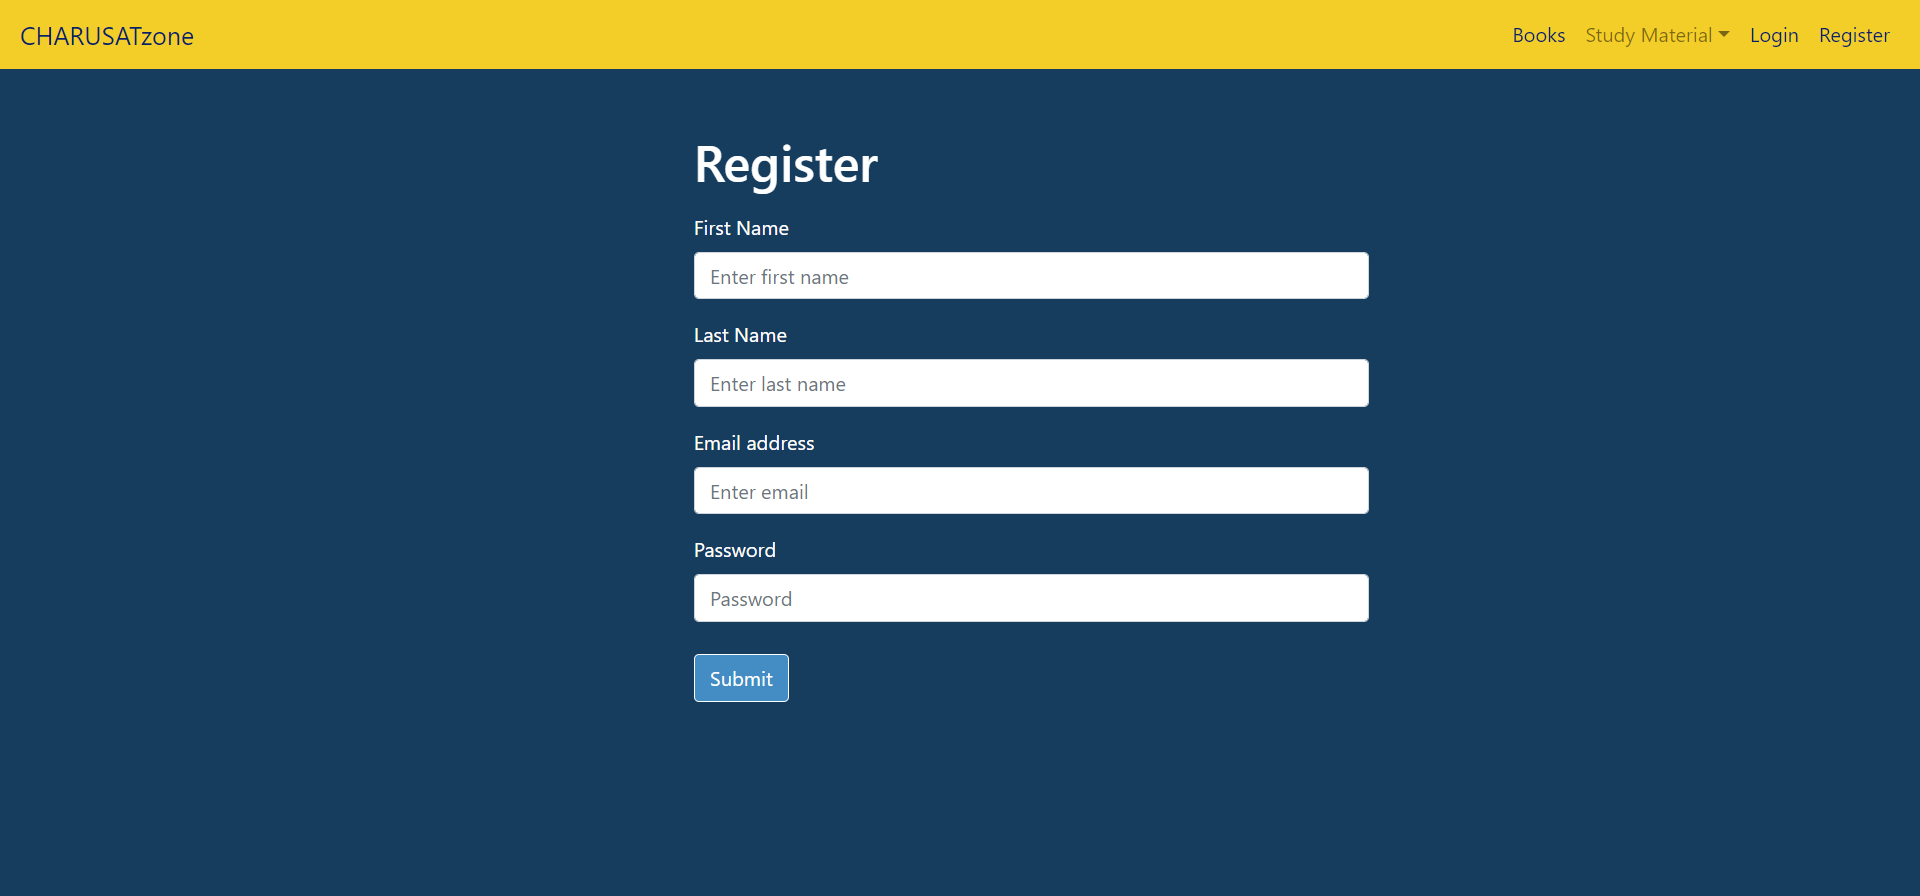 CHARUSATzone
Books Study Material Login Register
Register
First Name
Enter first name
Last Name
Enter last name
Email address
Enter email
Password
Password
Submit